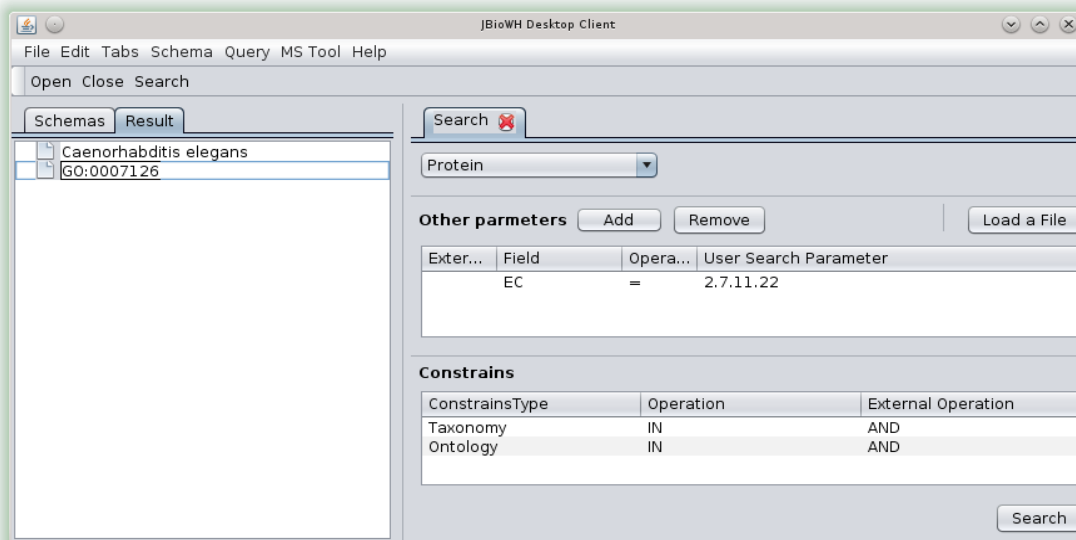 JBioWH Desktop Client
File Edit Tabs Schema Query MS Tool Help
Open Close Search
Schemas Result
Caenorhabditis elegans
GO:0007126
Search
Protein
Other parmeters Add Remove Load a File
Exter... Field Opera... User Search Parameter
EC = 2.7.11.22
Constrains
ConstrainsType Operation External Operation
Taxonomy IN AND
Ontology IN AND
Search